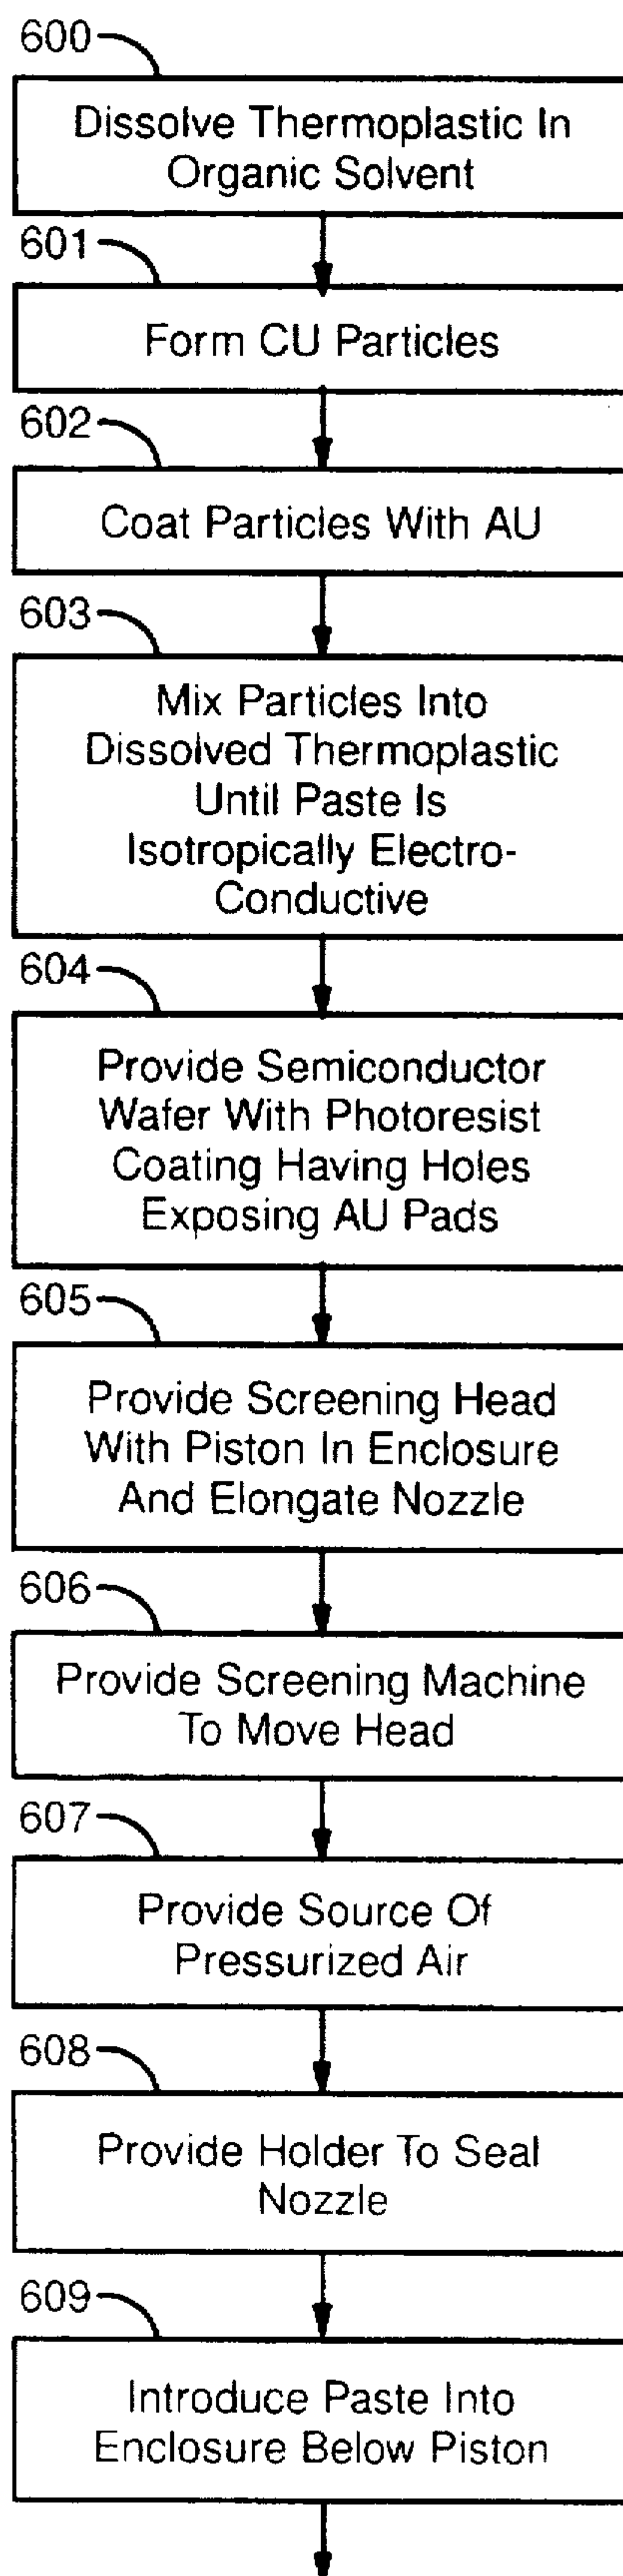 600
Dissolve Thermoplastic In
Organic Solvent
601
Form CU Particles
602
Coat Particles With AU
603
Mix Particles Into
Dissolved Thermoplastic
Until Paste Is
Isotropically Electro-
Conductive
604
Provide Semiconductor
Wafer With Photoresist
Coating Having Holes
Exposing AU Pads
605
Provide Screening Head
With Piston In Enclosure
And Elongate Nozzle
606
Provide Screening Machine
To Move Head
607
Provide Source Of
Pressurized Air
608
Provide Holder To Seal
Nozzle
609
Introduce Paste Into
Enclosure Below Piston